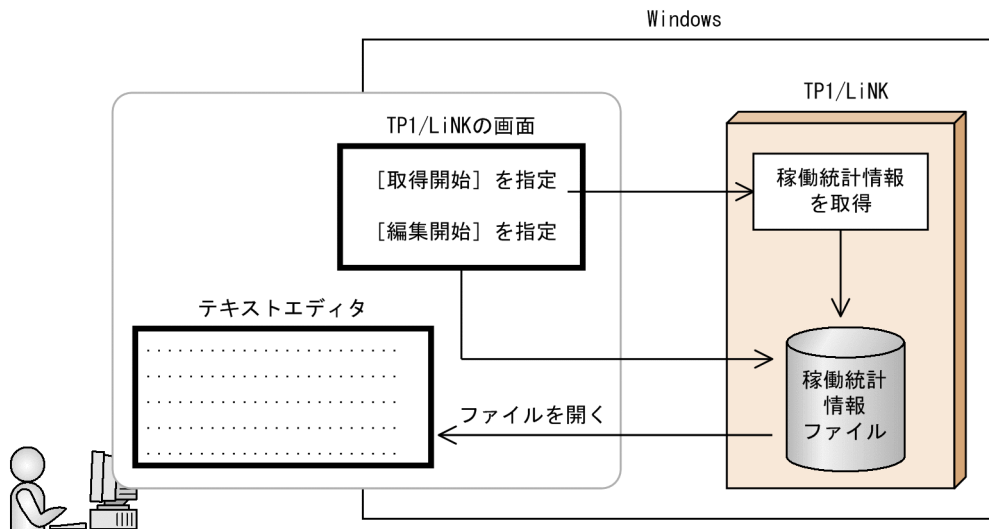 Windows
TP1/LiNK
TP1/LiNKの画面
［取得開始］を指定
［編集開始］を指定
稼働統計情報
を取得
テキストエディタ
稼働統計
情報
ファイル
ファイルを開く